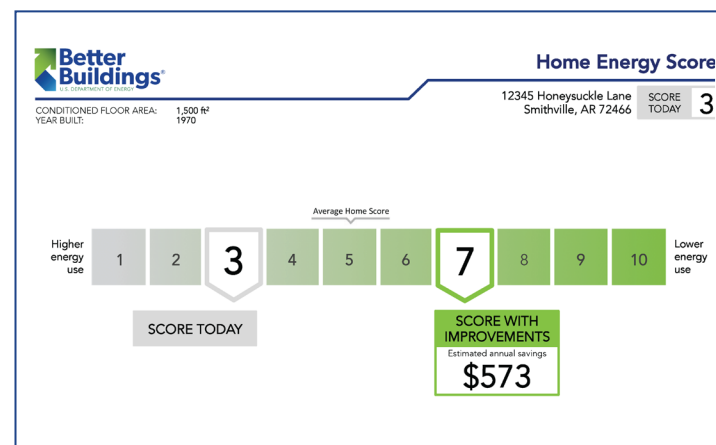 Better
Buildings®
U.S. DEPARTMENT OF ENERGY
Home Energy Score
CONDITIONED FLOOR AREA: 1,500 ft²
YEAR BUILT: 1970
12345 Honeysuckle Lane
Smithville, AR 72466
SCORE
TODAY
3
Average Home Score
Higher
energy
use
1 2 3 4 5 6 7 8 9 10
Lower
energy
use
SCORE TODAY
SCORE WITH
IMPROVEMENTS
Estimated annual savings
$573